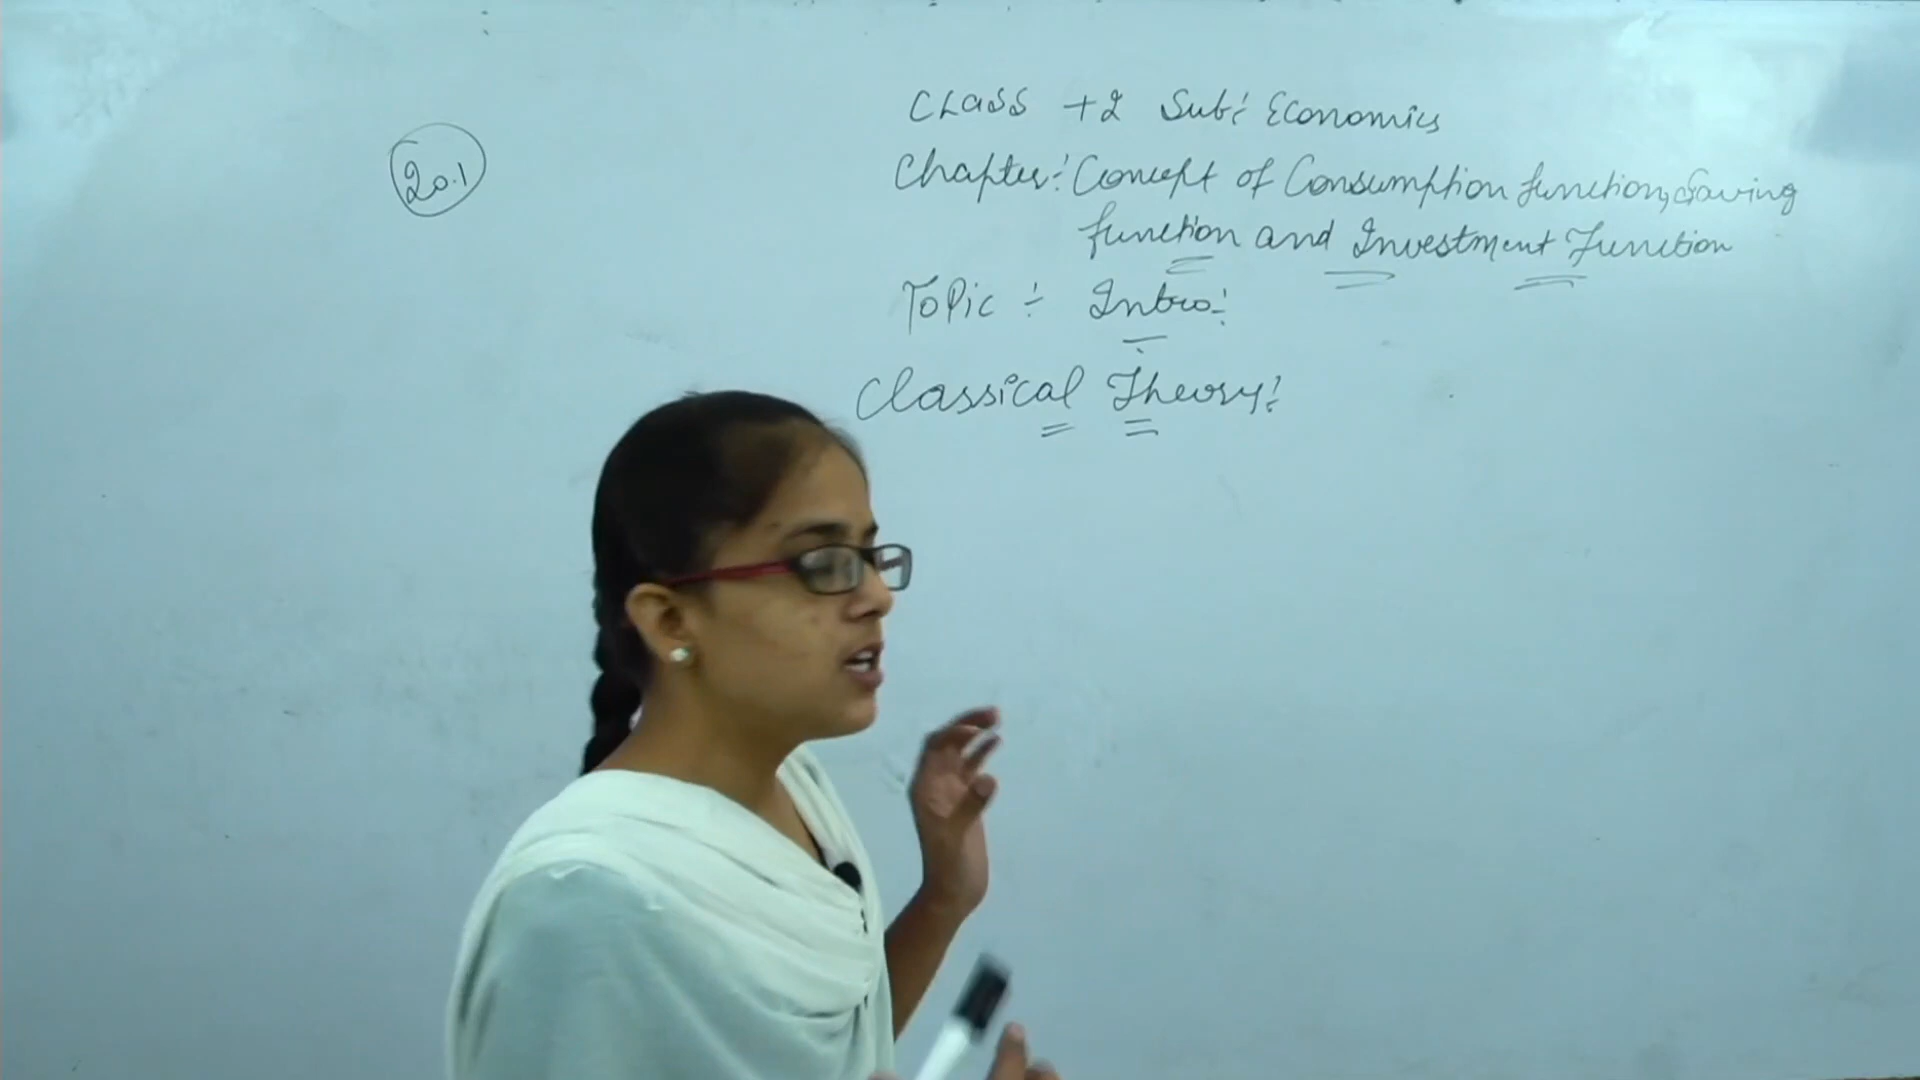 20.1
Class +2 Sub: Economics
Chapter: Concept of Consumption function, Saving
function and Investment Function
Topic :- Intro:
Classical Theory: